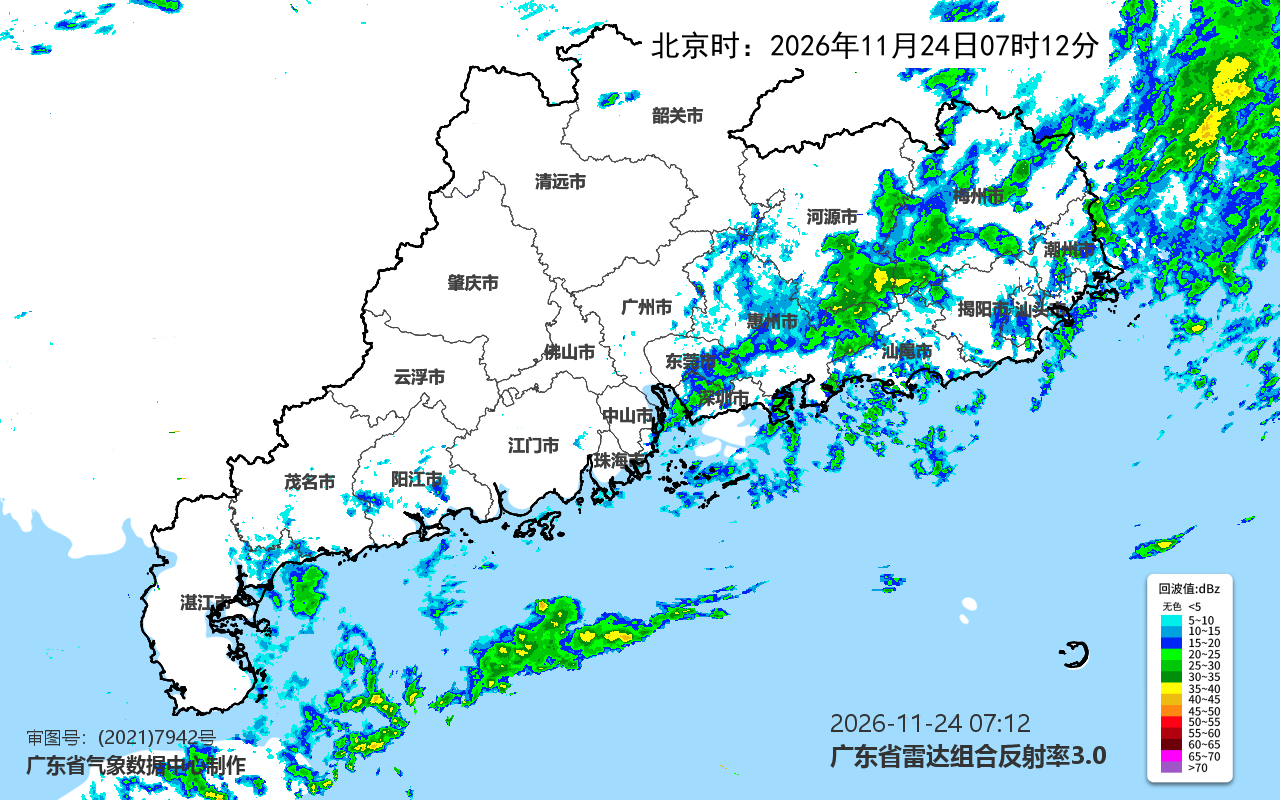 北京时：2026年11月24日07时12分
韶关市
清远市
梅州市
河源市
潮州市
肇庆市
广州市
揭阳市
汕头
惠州市
佛山市
东莞市
汕尾市
云浮市
深圳市
中山市
江门市
珠海市
茂名市
阳江市
湛江市
回波值:dBz
无色 <5
5~10
10~15
15~20
20~25
25~30
30~35
35~40
40~45
45~50
50~55
55~60
60~65
65~70
>70
审图号：(2021)7942号
广东省气象数据中心制作
2026-11-24 07:12
广东省雷达组合反射率3.0